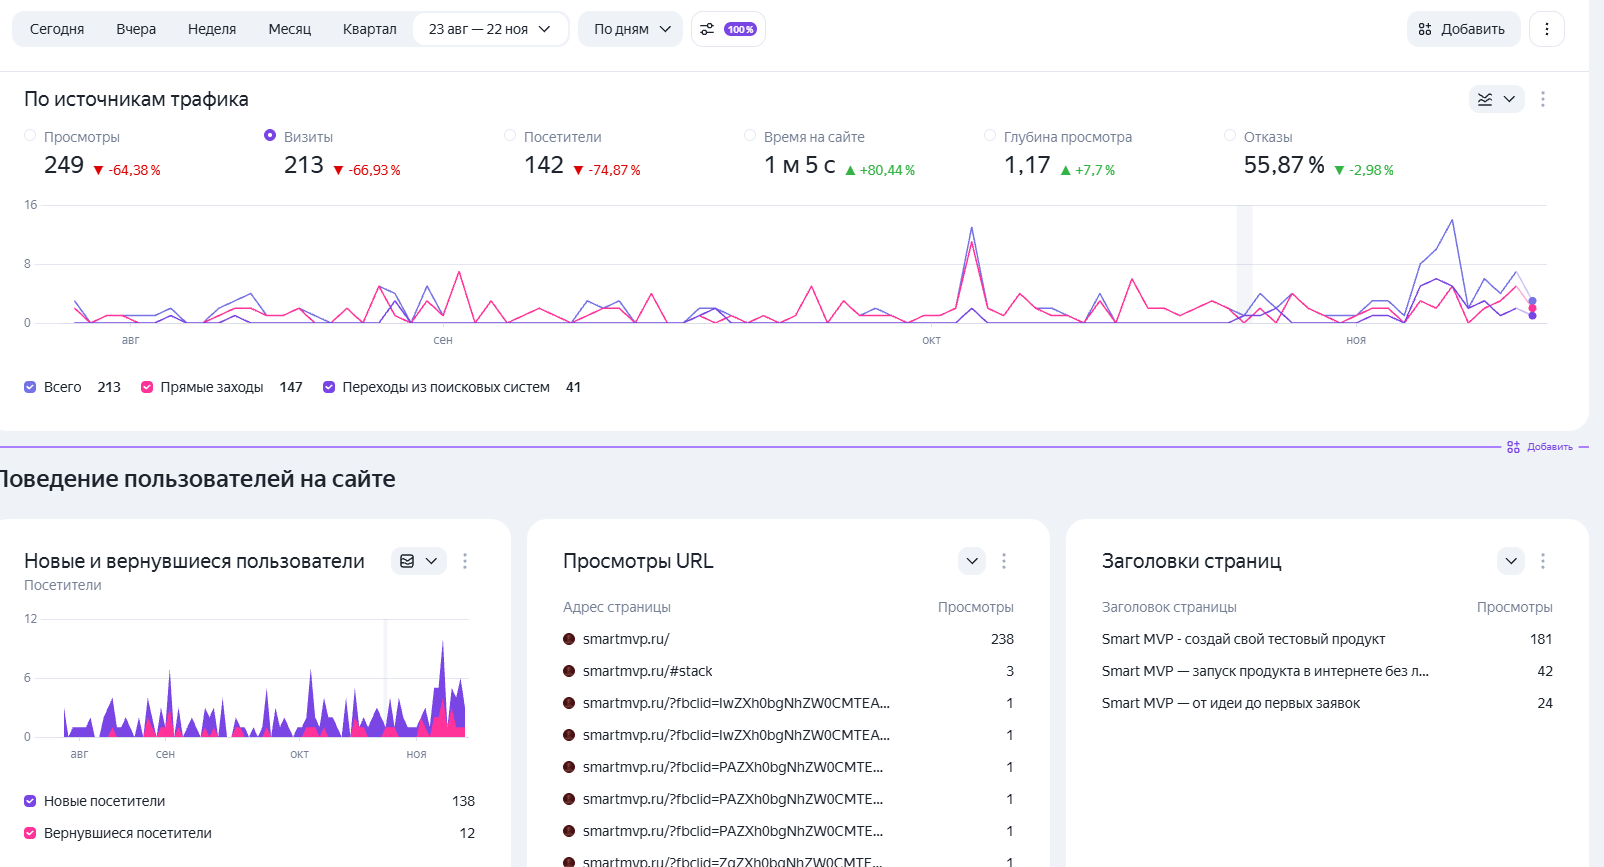 Сегодня Вчера Неделя Месяц Квартал 23 авг — 22 ноя По дням 100% Добавить
По источникам трафика
Просмотры Визиты Посетители Время на сайте Глубина просмотра Отказы
249 ▼ -64,38% 213 ▼ -66,93% 142 ▼ -74,87% 1 м 5 с ▲ +80,44% 1,17 ▲ +7,7% 55,87% ▼ -2,98%
16
8
0
авг сен окт ноя
Всего 213 Прямые заходы 147 Переходы из поисковых систем 41
Добавить
Поведение пользователей на сайте
Новые и вернувшиеся пользователи
Посетители
12
6
0
авг сен окт ноя
Новые посетители 138
Вернувшиеся посетители 12
Просмотры URL
Адрес страницы Просмотры
smartmvp.ru/ 238
smartmvp.ru/#stack 3
smartmvp.ru/?fbclid=IwZXh0bgNhZW0CMTEA... 1
smartmvp.ru/?fbclid=IwZXh0bgNhZW0CMTEA... 1
smartmvp.ru/?fbclid=PAZXh0bgNhZW0CMTE... 1
smartmvp.ru/?fbclid=PAZXh0bgNhZW0CMTE... 1
smartmvp.ru/?fbclid=PAZXh0bgNhZW0CMTE... 1
smartmvp.ru/?fbclid=ZgZXh0bgNhZW0CMTE... 1
Заголовки страниц
Заголовок страницы Просмотры
Smart MVP - создай свой тестовый продукт 181
Smart MVP — запуск продукта в интернете без л... 42
Smart MVP — от идеи до первых заявок 24